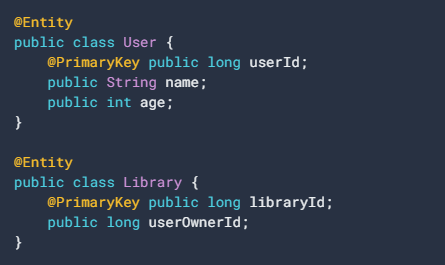 @Entity
public class User {
    @PrimaryKey public long userId;
    public String name;
    public int age;
}

@Entity
public class Library {
    @PrimaryKey public long libraryId;
    public long userOwnerId;
}